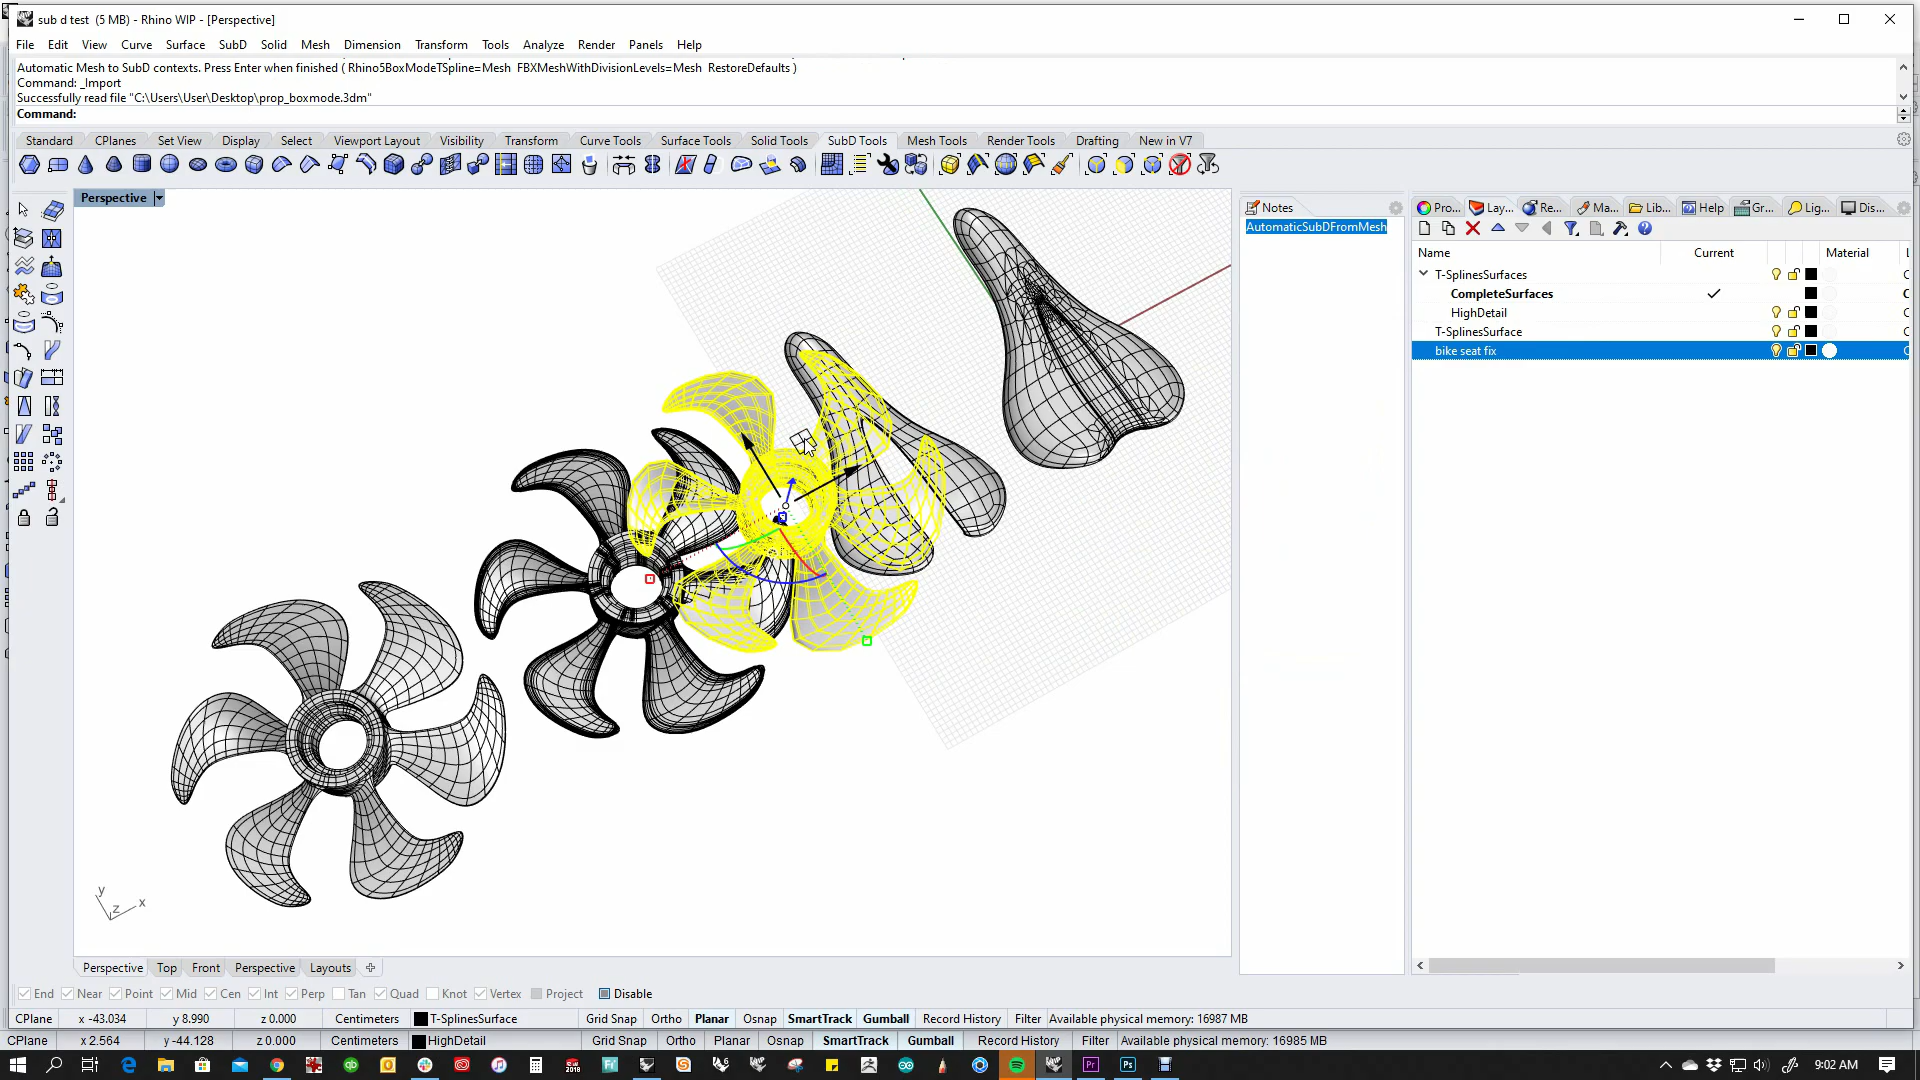 sub d test (5 MB) - Rhino WIP - [Perspective]
File Edit View Curve Surface SubD Solid Mesh Dimension Transform Tools Analyze Render Panels Help
Automatic Mesh to SubD contexts. Press Enter when finished ( Rhino5BoxModeTSpline=Mesh FBXMeshWithDivisionLevels=Mesh RestoreDefaults )
Command: _Import
Successfully read file "C:\Users\User\Desktop\prop_boxmode.3dm"
Command:
Standard CPlanes Set View Display Select Viewport Layout Visibility Transform Curve Tools Surface Tools Solid Tools SubD Tools Mesh Tools Render Tools Drafting New in V7
Perspective
Notes
AutomaticSubDFromMesh
Pro... Lay... Re... Ma... Lib... Help Gr... Lig... Dis...
Name Current Material
T-SplinesSurfaces
CompleteSurfaces
HighDetail
T-SplinesSurface
bike seat fix
y
z x
Perspective Top Front Perspective Layouts
End Near Point Mid Cen Int Perp Tan Quad Knot Vertex Project Disable
CPlane x -43.034 y 8.990 z 0.000 Centimeters T-SplinesSurface Grid Snap Ortho Planar Osnap SmartTrack Gumball Record History Filter Available physical memory: 16987 MB
CPlane x 2.564 y -44.128 z 0.000 Centimeters HighDetail Grid Snap Ortho Planar Osnap SmartTrack Gumball Record History Filter Available physical memory: 16985 MB
9:02 AM